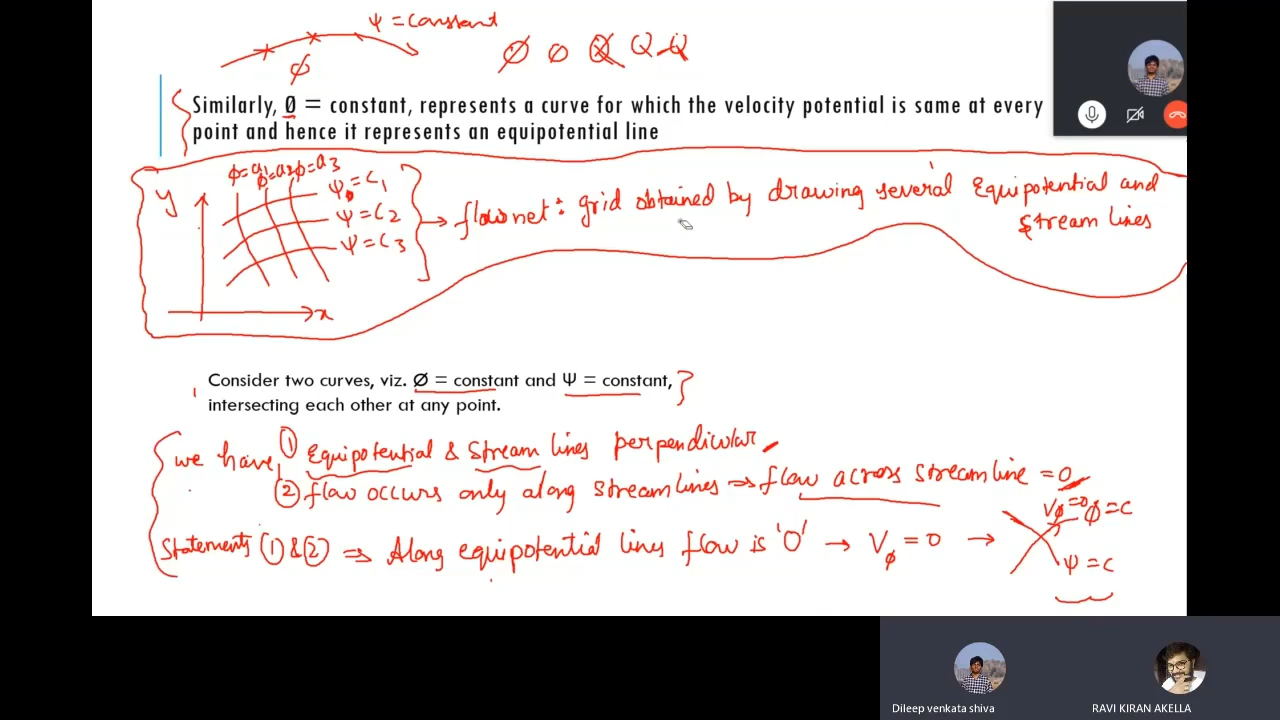 Ψ = constant
φ
φ φ
Similarly, Ø = constant, represents a curve for which the velocity potential is same at every
point and hence it represents an equipotential line
φ=a1 φ=a2 φ=a3
y
Ψ = C1
Ψ = C2
Ψ = C3
x
→ flow net: grid obtained by drawing several Equipotential and
stream lines
Consider two curves, viz. Ø = constant and Ψ = constant,
intersecting each other at any point.
we have, ① Equipotential & stream lines perpendicular
② flow occurs only along streamlines ⇒ flow across streamline = 0
Statements ① & ② ⇒ Along equipotential lines flow is '0' → Vφ = 0 →
Vφ=0 φ=C
Ψ = C
Dileep venkata shiva
RAVI KIRAN AKELLA